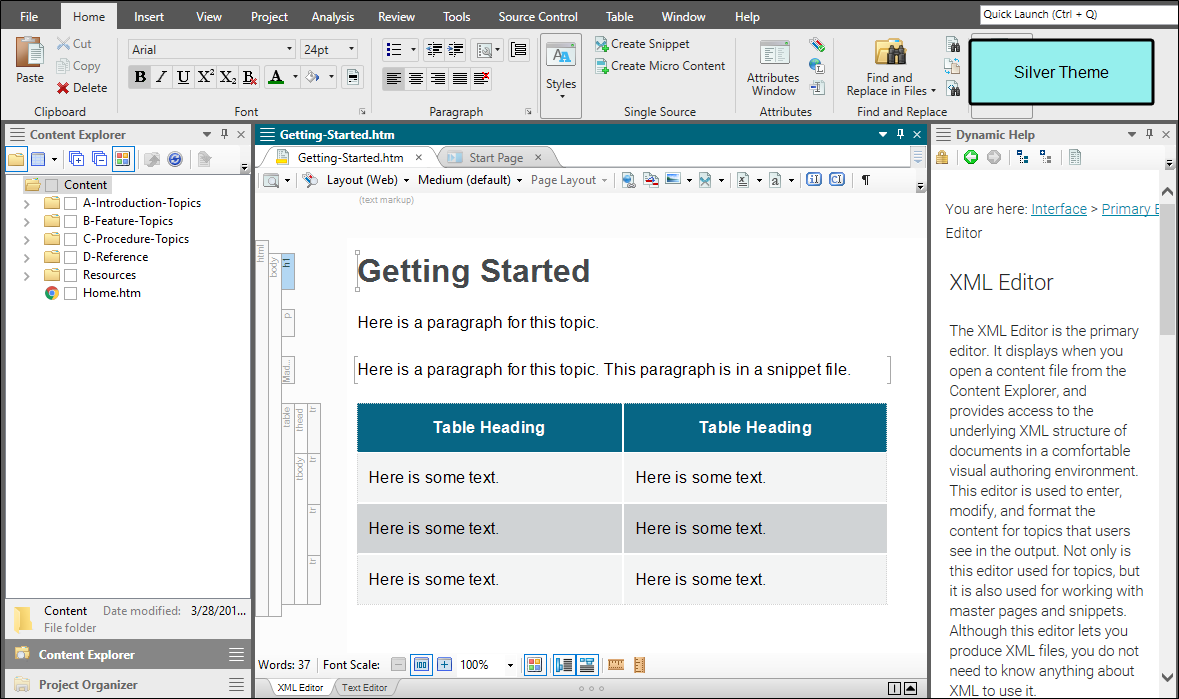 File Home Insert View Project Analysis Review Tools Source Control Table Window Help Quick Launch (Ctrl + Q)
Paste Cut Copy Delete
Clipboard
Arial 24pt
B I U X² X₂ B A
Font
Paragraph
Styles
Create Snippet
Create Micro Content
Single Source
Attributes Window
Attributes
Find and Replace in Files
Find and Replace
Silver Theme
Content Explorer
Content
A-Introduction-Topics
B-Feature-Topics
C-Procedure-Topics
D-Reference
Resources
Home.htm
Content Date modified: 3/28/201...
File folder
Content Explorer
Project Organizer
Getting-Started.htm
Getting-Started.htm Start Page
Layout (Web) Medium (default) Page Layout
(text markup)
html
body
h1
Getting Started
p
Here is a paragraph for this topic.
Mad...
Here is a paragraph for this topic. This paragraph is in a snippet file.
table
thead
tr
Table Heading Table Heading
tbody
tr
Here is some text. Here is some text.
tr
Here is some text. Here is some text.
tr
Here is some text. Here is some text.
Words: 37 Font Scale: 100%
XML Editor Text Editor
Dynamic Help
You are here: Interface > Primary E
Editor
XML Editor
The XML Editor is the primary
editor. It displays when you
open a content file from the
Content Explorer, and
provides access to the
underlying XML structure of
documents in a comfortable
visual authoring environment.
This editor is used to enter,
modify, and format the
content for topics that users
see in the output. Not only is
this editor used for topics, but
it is also used for working with
master pages and snippets.
Although this editor lets you
produce XML files, you do not
need to know anything about
XML to use it.